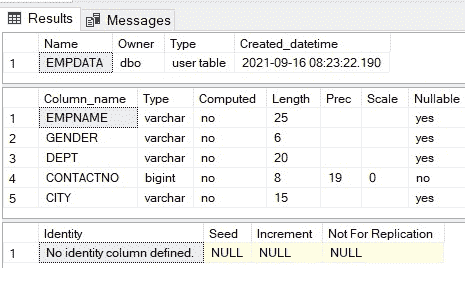 Results Messages
Name Owner Type Created_datetime
1 EMPDATA dbo user table 2021-09-16 08:23:22.190
Column_name Type Computed Length Prec Scale Nullable
1 EMPNAME varchar no 25 yes
2 GENDER varchar no 6 yes
3 DEPT varchar no 20 yes
4 CONTACTNO bigint no 8 19 0 no
5 CITY varchar no 15 yes
Identity Seed Increment Not For Replication
1 No identity column defined. NULL NULL NULL